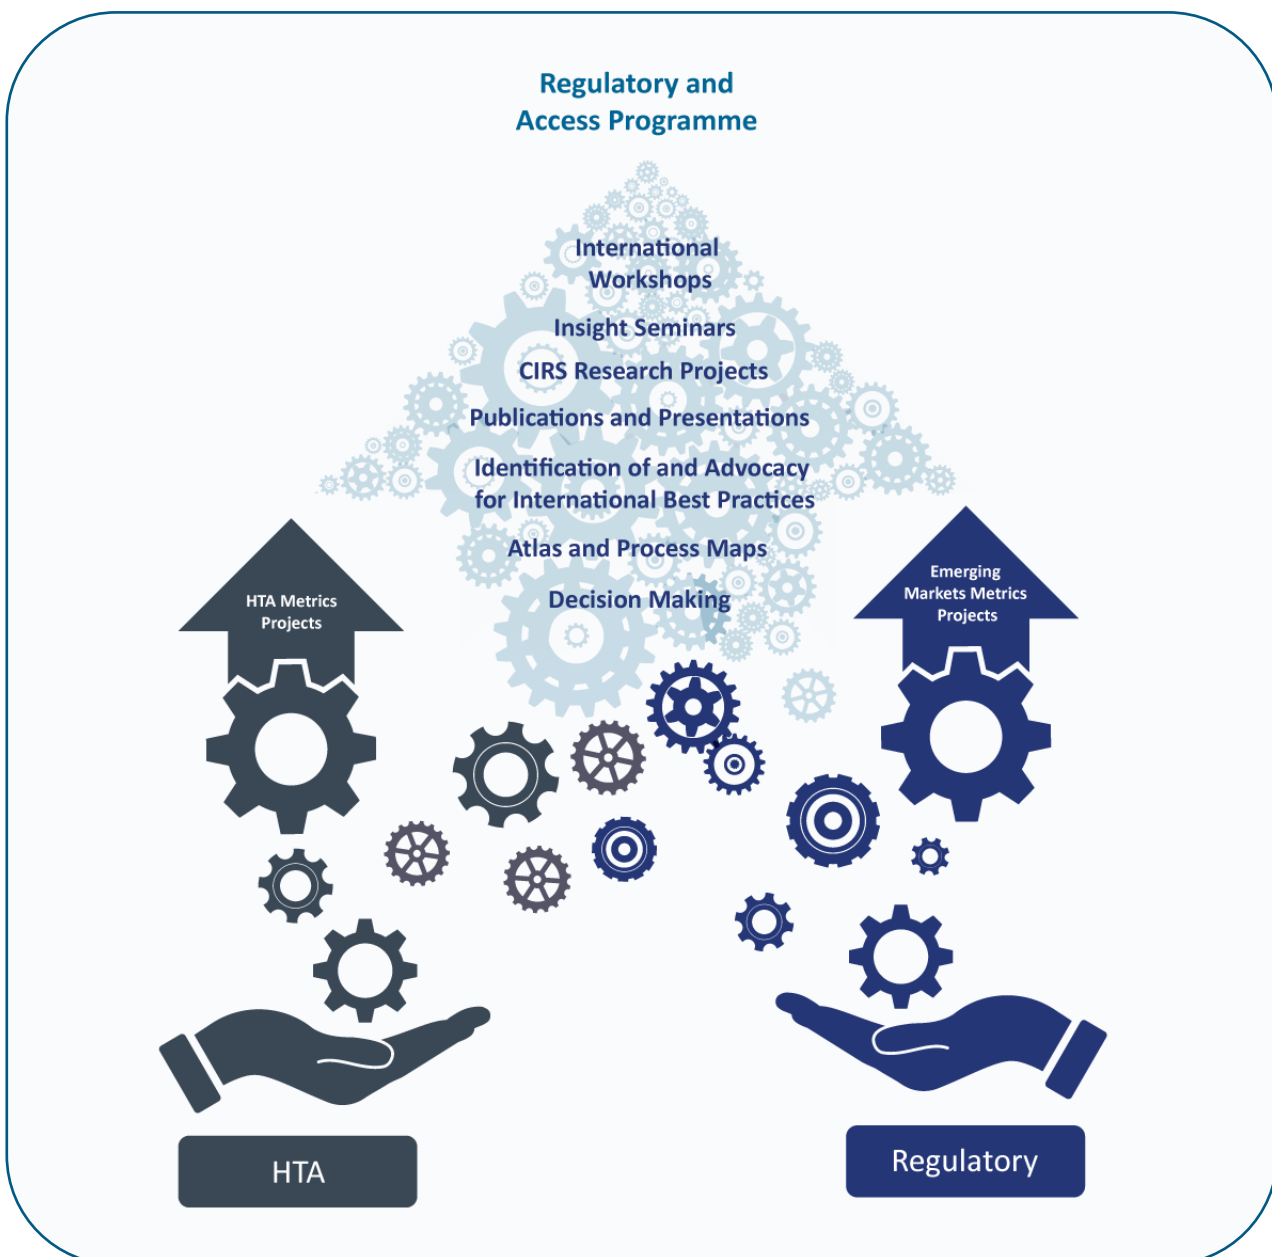 Regulatory and
Access Programme
International
Workshops
Insight Seminars
CIRS Research Projects
Publications and Presentations
Identification of and Advocacy
for International Best Practices
Atlas and Process Maps
Decision Making
HTA Metrics
Projects
Emerging
Markets Metrics
Projects
HTA
Regulatory